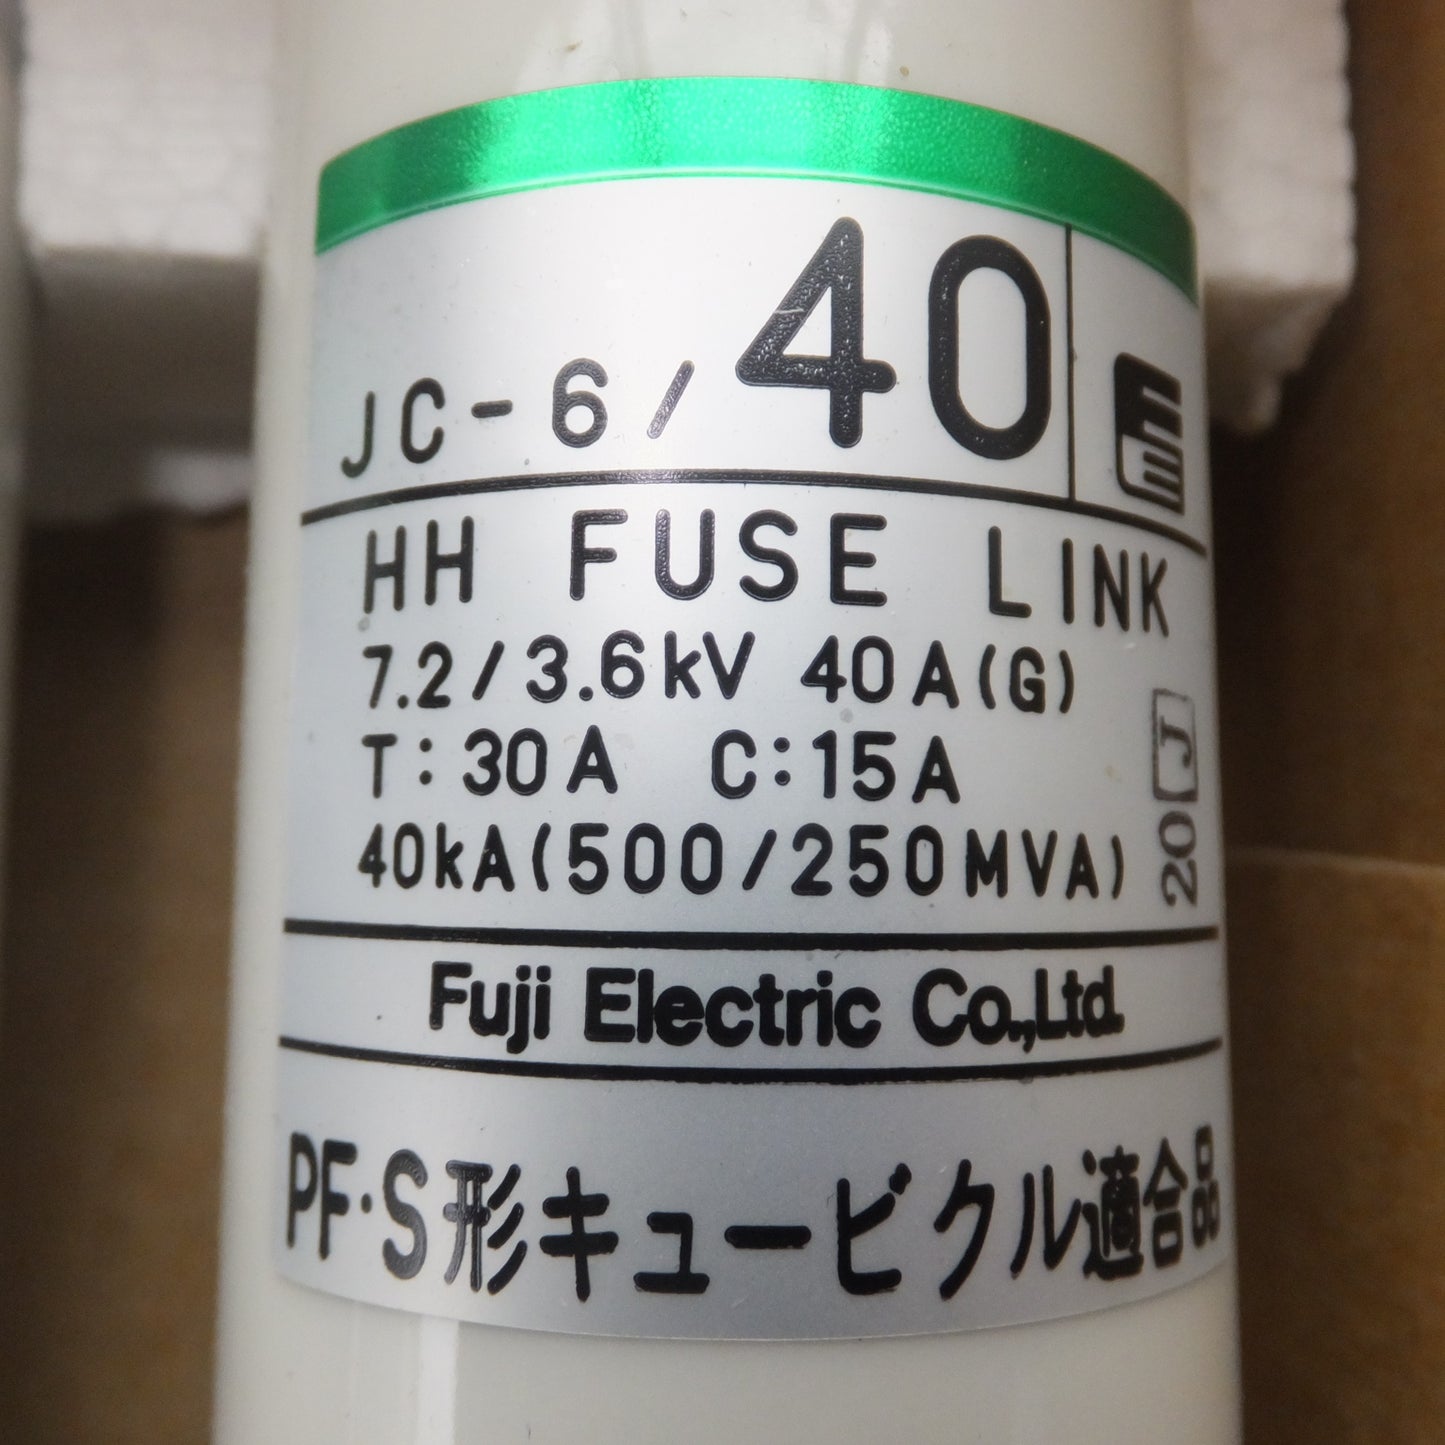 JC-6/40
HH FUSE LINK
7.2/3.6kV 40A(G)
T:30A C:15A
40kA(500/250MVA)
20 J
Fuji Electric Co.,Ltd.
PF·S形キュービクル適合品